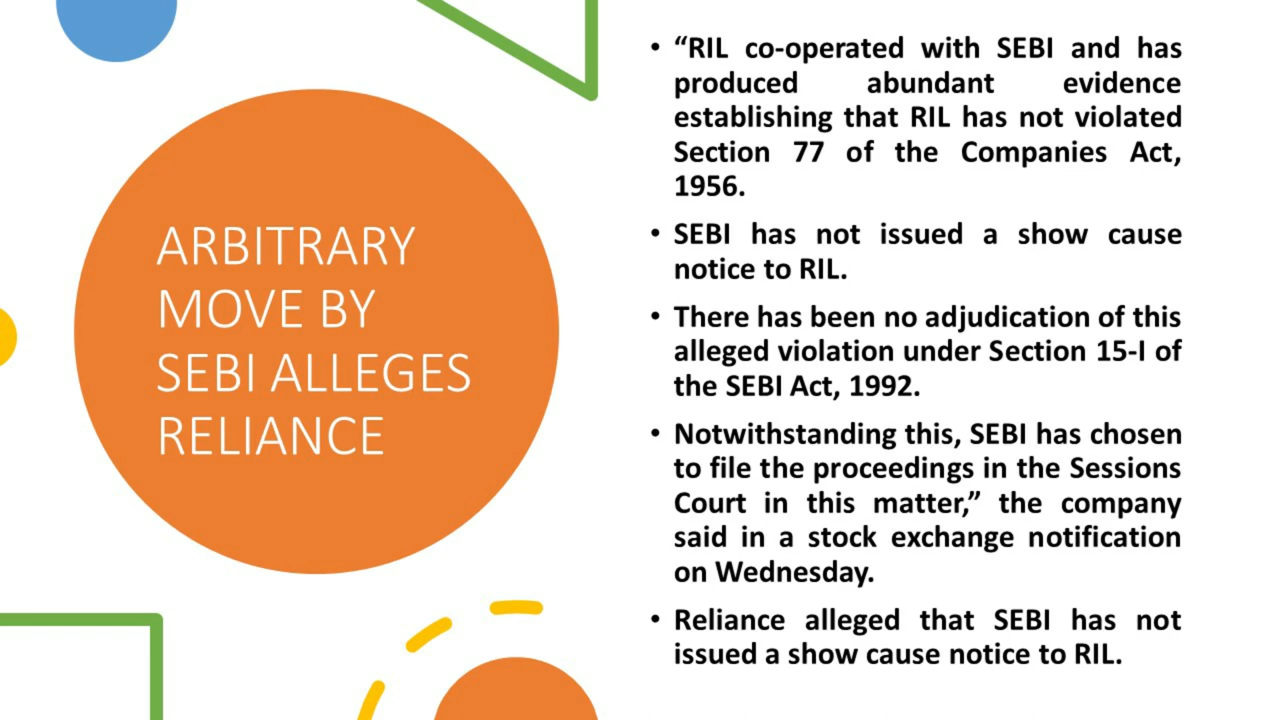 ARBITRARY
MOVE BY
SEBI ALLEGES
RELIANCE
• “RIL co-operated with SEBI and has
produced abundant evidence
establishing that RIL has not violated
Section 77 of the Companies Act,
1956.
• SEBI has not issued a show cause
notice to RIL.
• There has been no adjudication of this
alleged violation under Section 15-I of
the SEBI Act, 1992.
• Notwithstanding this, SEBI has chosen
to file the proceedings in the Sessions
Court in this matter,” the company
said in a stock exchange notification
on Wednesday.
• Reliance alleged that SEBI has not
issued a show cause notice to RIL.